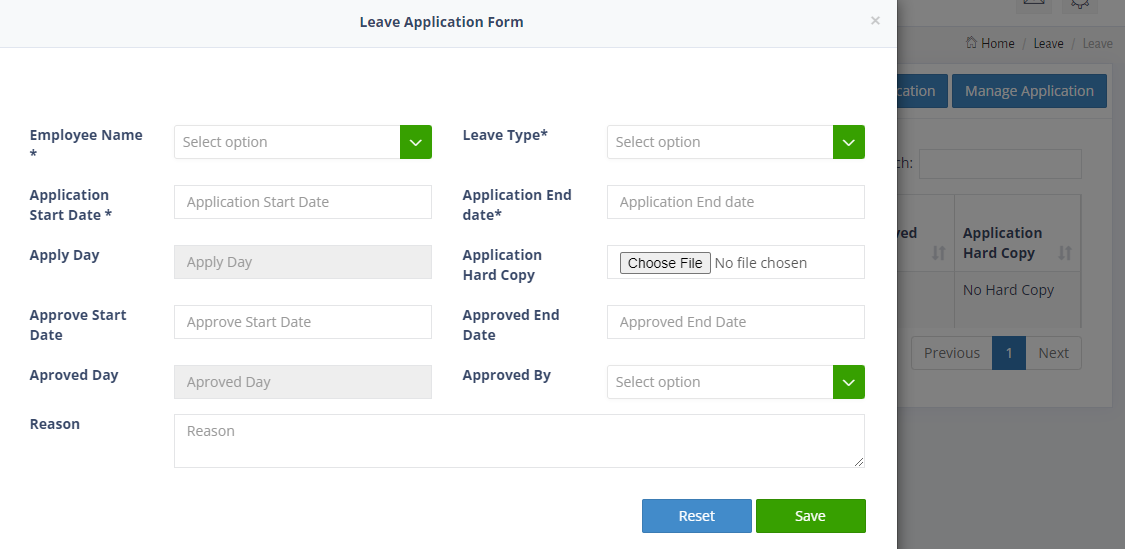 Leave Application Form
×
Home / Leave / Leave
cation
Manage Application
Employee Name
*
Select option
Leave Type*
Select option
ch:
Application
Start Date *
Application Start Date
Application End
date*
Application End date
ved
Application
Hard Copy
Apply Day
Apply Day
Application
Hard Copy
Choose File No file chosen
No Hard Copy
Approve Start
Date
Approve Start Date
Approved End
Date
Approved End Date
Previous 1 Next
Aproved Day
Aproved Day
Approved By
Select option
Reason
Reason
Reset
Save